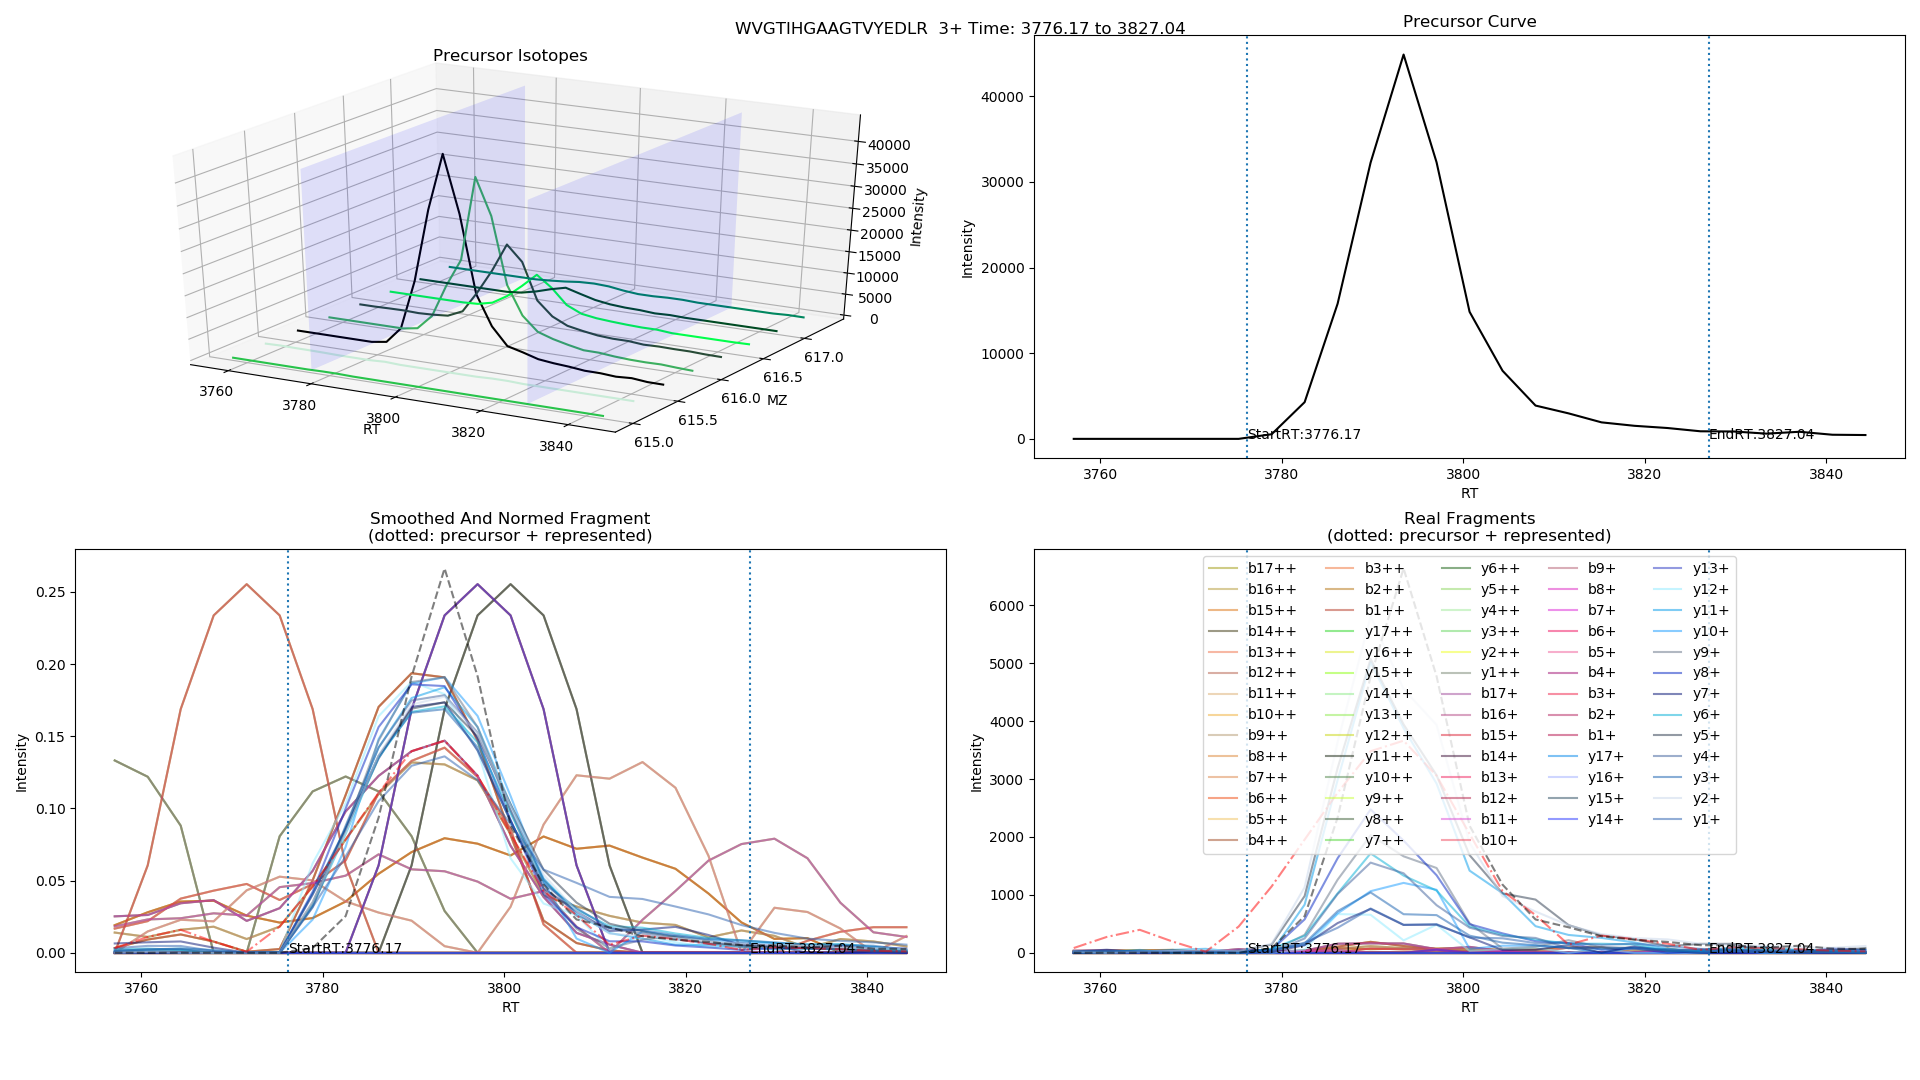 WVGTIHGAAGTVYEDLR  3+ Time: 3776.17 to 3827.04
Precursor Isotopes
40000
35000
30000
25000
20000
15000
10000
5000
0
Intensity
3760
3780
3800
3820
3840
RT
615.0
615.5
616.0
616.5
617.0
MZ
Precursor Curve
40000
30000
20000
10000
0
Intensity
StartRT:3776.17
EndRT:3827.04
3760
3780
3800
3820
3840
RT
Smoothed And Normed Fragment
(dotted: precursor + represented)
0.25
0.20
0.15
0.10
0.05
0.00
Intensity
StartRT:3776.17
EndRT:3827.04
3760
3780
3800
3820
3840
RT
Real Fragments
(dotted: precursor + represented)
6000
5000
4000
3000
2000
1000
0
Intensity
b17++
b16++
b15++
b14++
b13++
b12++
b11++
b10++
b9++
b8++
b7++
b6++
b5++
b4++
b3++
b2++
b1++
y17++
y16++
y15++
y14++
y13++
y12++
y11++
y10++
y9++
y8++
y7++
y6++
y5++
y4++
y3++
y2++
y1++
b17+
b16+
b15+
b14+
b13+
b12+
b11+
b10+
b9+
b8+
b7+
b6+
b5+
b4+
b3+
b2+
b1+
y17+
y16+
y15+
y14+
y13+
y12+
y11+
y10+
y9+
y8+
y7+
y6+
y5+
y4+
y3+
y2+
y1+
StartRT:3776.17
EndRT:3827.04
3760
3780
3800
3820
3840
RT